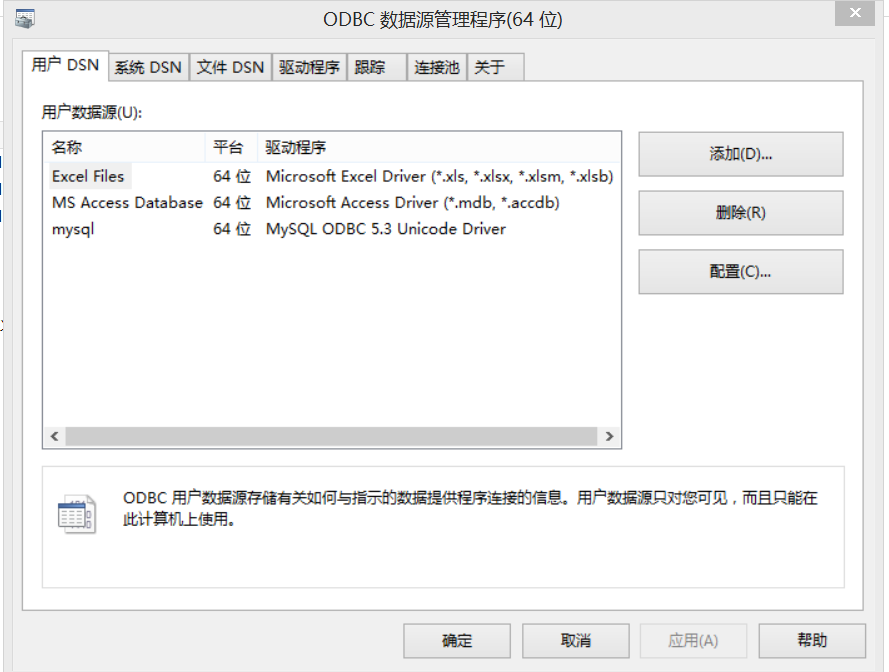 ODBC 数据源管理程序(64 位)
用户 DSN 系统 DSN 文件 DSN 驱动程序 跟踪 连接池 关于
用户数据源(U):
名称 平台 驱动程序
Excel Files 64 位 Microsoft Excel Driver (*.xls, *.xlsx, *.xlsm, *.xlsb)
MS Access Database 64 位 Microsoft Access Driver (*.mdb, *.accdb)
mysql 64 位 MySQL ODBC 5.3 Unicode Driver
添加(D)...
删除(R)
配置(C)...
ODBC 用户数据源存储有关如何与指示的数据提供程序连接的信息。用户数据源只对您可见，而且只能在
此计算机上使用。
确定 取消 应用(A) 帮助